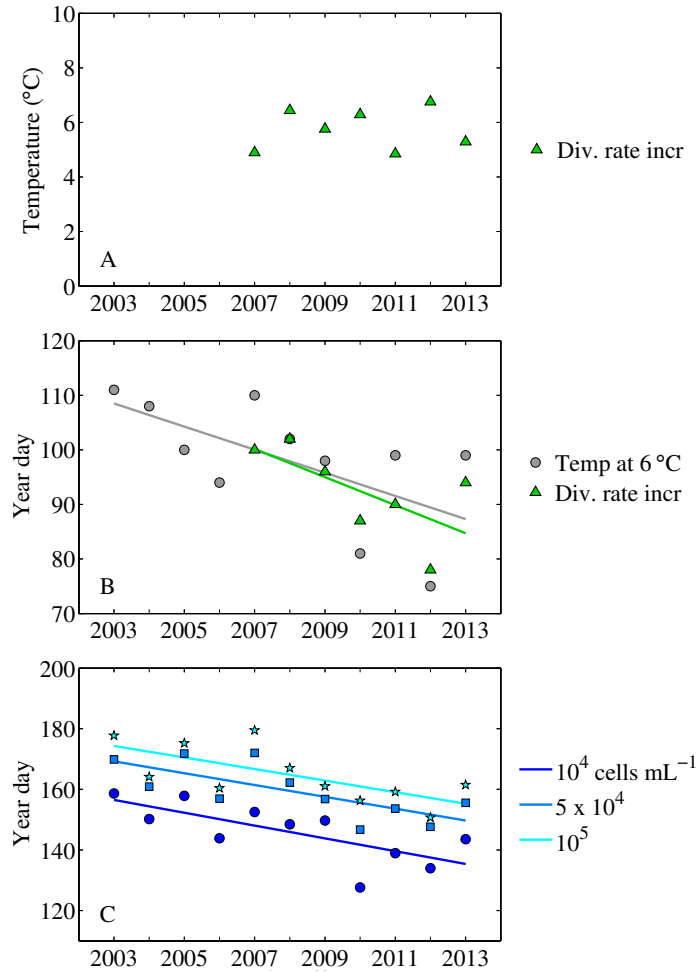 10
8
6
4
2
0
Temperature (°C)
A
2003 2005 2007 2009 2011 2013
Div. rate incr
120
110
100
90
80
70
Year day
B
2003 2005 2007 2009 2011 2013
Temp at 6 °C
Div. rate incr
200
180
160
140
120
Year day
C
2003 2005 2007 2009 2011 2013
10⁴ cells mL⁻¹
5 x 10⁴
10⁵